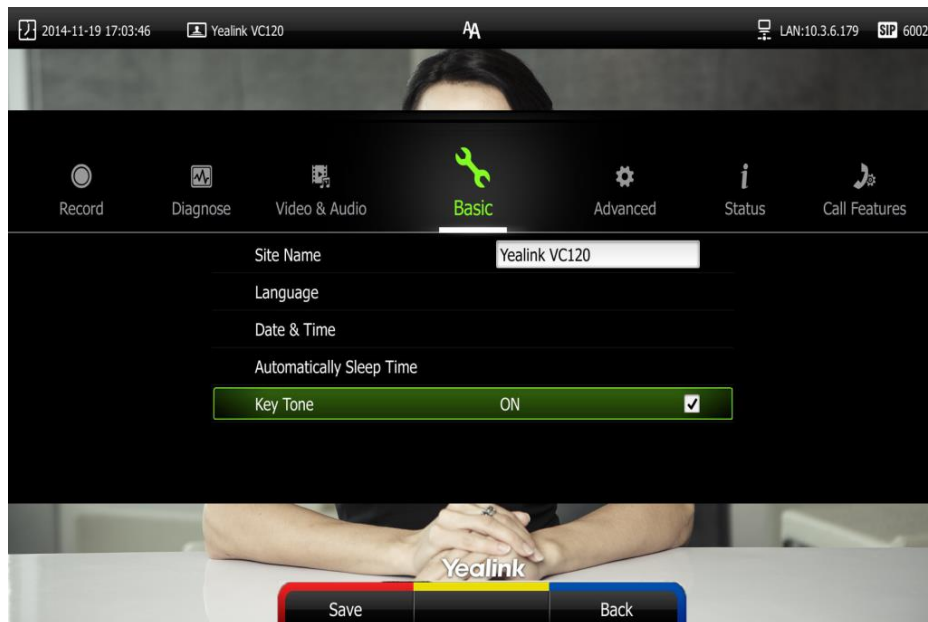 2014-11-19 17:03:46 Yealink VC120 AA LAN:10.3.6.179 SIP 6002
Record Diagnose Video & Audio Basic Advanced Status Call Features
Site Name Yealink VC120
Language
Date & Time
Automatically Sleep Time
Key Tone ON
Yealink
Save Back